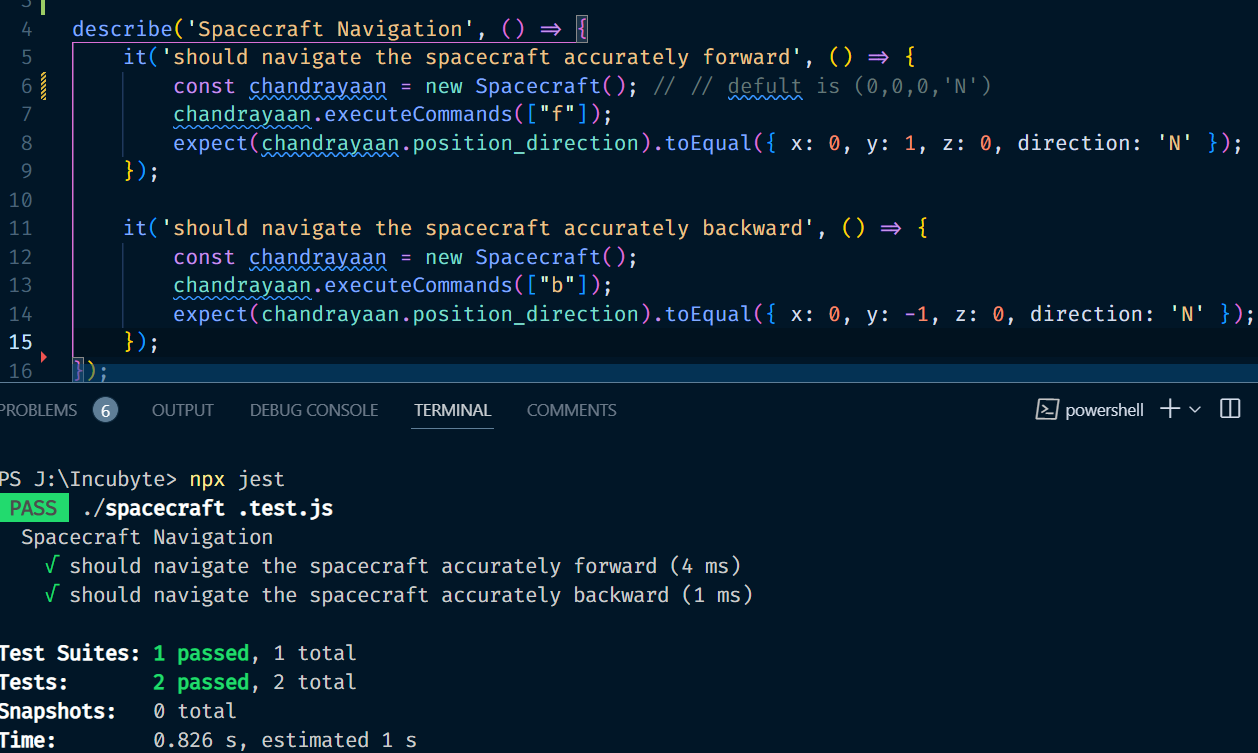 3
4 describe('Spacecraft Navigation', () => {
5 it('should navigate the spacecraft accurately forward', () => {
6 const chandrayaan = new Spacecraft(); // // defult is (0,0,0,'N')
7 chandrayaan.executeCommands(["f"]);
8 expect(chandrayaan.position_direction).toEqual({ x: 0, y: 1, z: 0, direction: 'N' });
9 });
10
11 it('should navigate the spacecraft accurately backward', () => {
12 const chandrayaan = new Spacecraft();
13 chandrayaan.executeCommands(["b"]);
14 expect(chandrayaan.position_direction).toEqual({ x: 0, y: -1, z: 0, direction: 'N' });
15 });
16 });
PROBLEMS 6 OUTPUT DEBUG CONSOLE TERMINAL COMMENTS powershell
PS J:\Incubyte> npx jest
PASS ./spacecraft .test.js
Spacecraft Navigation
√ should navigate the spacecraft accurately forward (4 ms)
√ should navigate the spacecraft accurately backward (1 ms)
Test Suites: 1 passed, 1 total
Tests: 2 passed, 2 total
Snapshots: 0 total
Time: 0.826 s, estimated 1 s